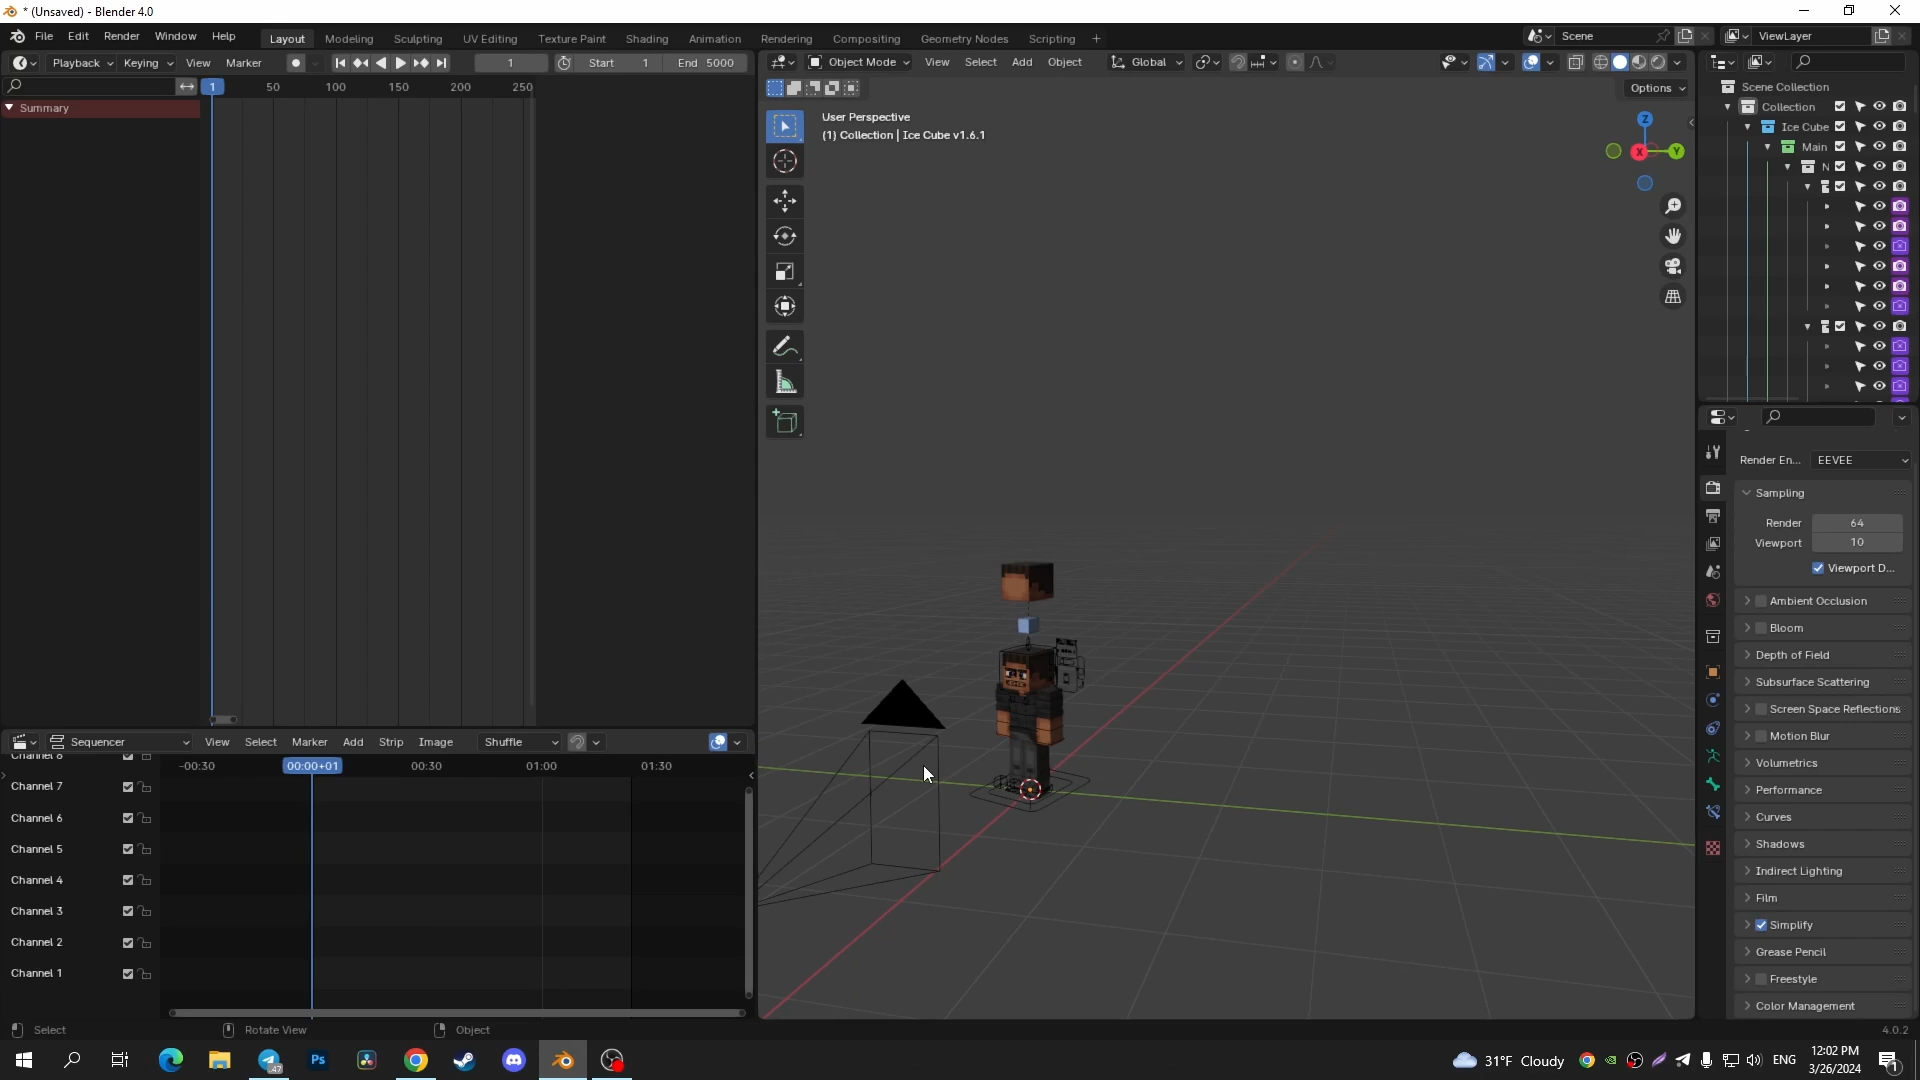 * (Unsaved) - Blender 4.0
File Edit Render Window Help Layout Modeling Sculpting UV Editing Texture Paint Shading Animation Rendering Compositing Geometry Nodes Scripting + Scene ViewLayer
Playback Keying View Marker Start 1 End 5000
1
Object Mode View Select Add Object Global
Options
1 50 100 150 200 250
Summary
User Perspective
(1) Collection | Ice Cube v1.6.1
Z
X
Y
Scene Collection
Collection
Ice Cube
Main
N
Render En... EEVEE
Sampling
Render 64
Viewport 10
Viewport D...
Ambient Occlusion
Bloom
Depth of Field
Subsurface Scattering
Screen Space Reflections
Motion Blur
Volumetrics
Performance
Curves
Shadows
Indirect Lighting
Film
Simplify
Grease Pencil
Freestyle
Color Management
Sequencer View Select Marker Add Strip Image Shuffle
-00:30 00:00+01 00:30 01:00 01:30
Channel 8
Channel 7
Channel 6
Channel 5
Channel 4
Channel 3
Channel 2
Channel 1
Select Rotate View Object 4.0.2
47
Ps
31°F Cloudy
ENG
12:02 PM
3/26/2024
1